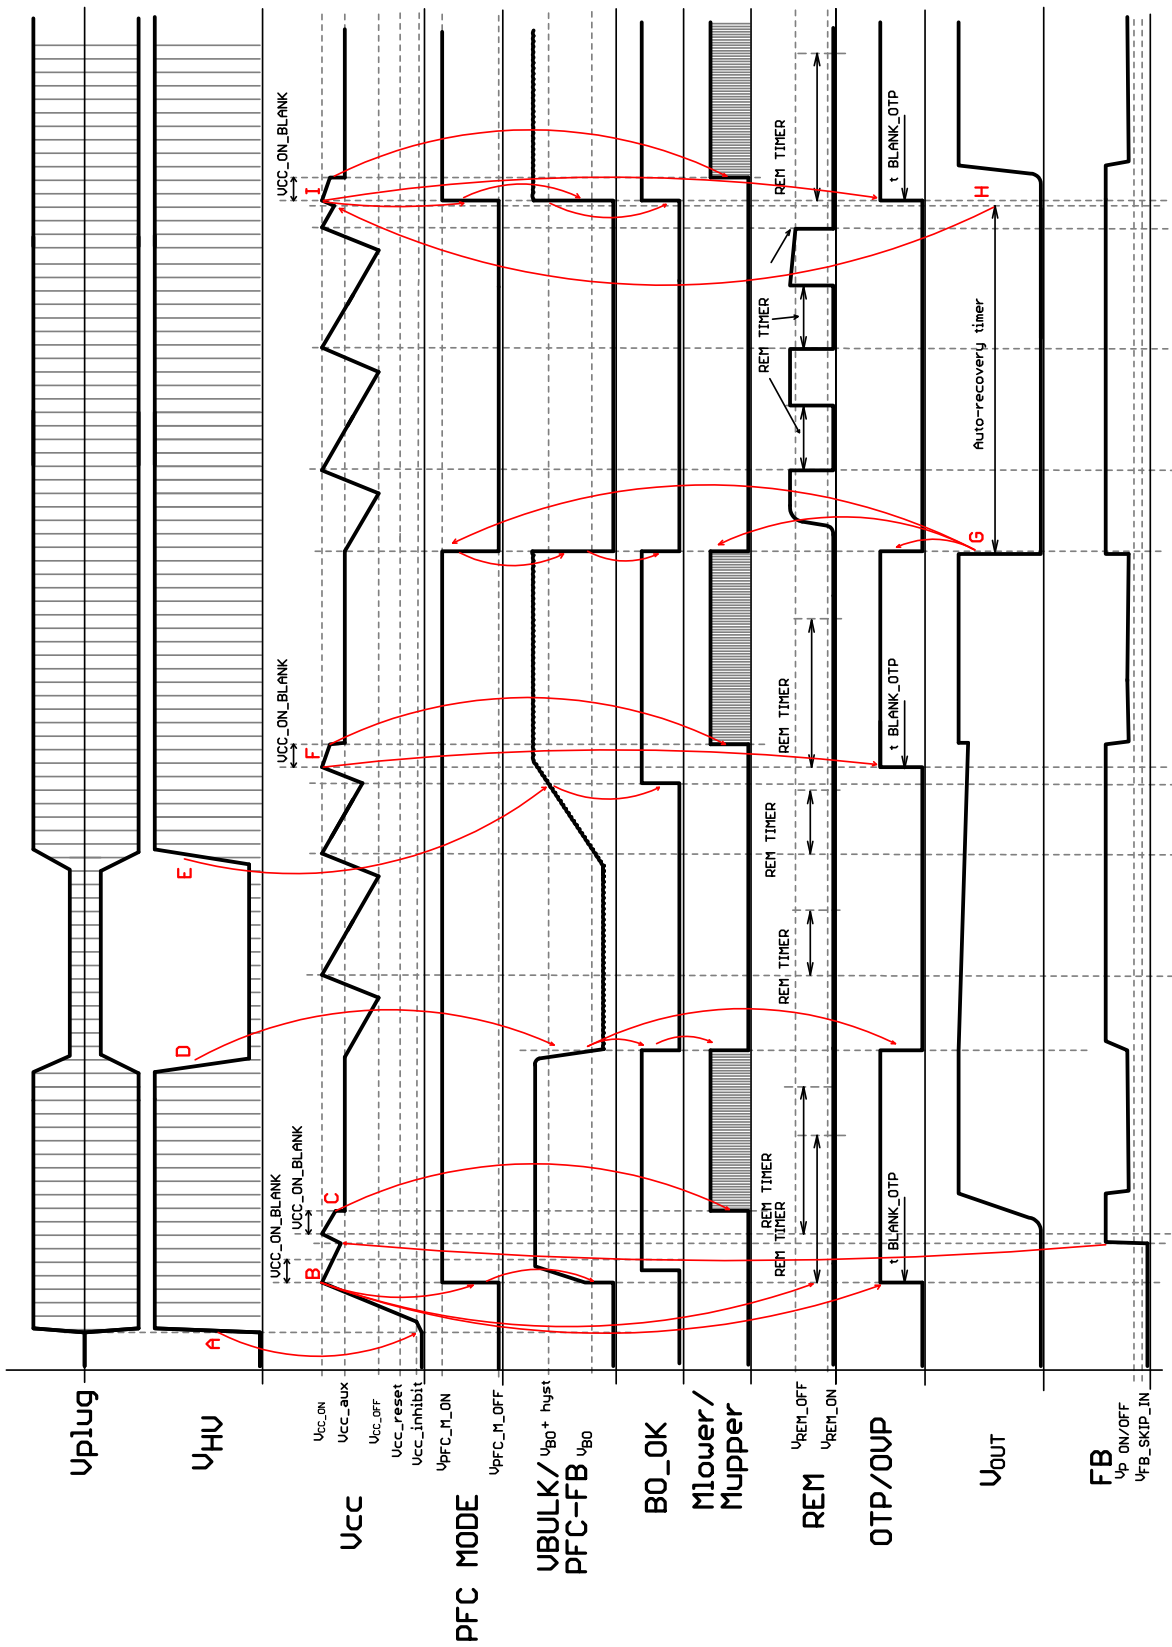 Vplug
VHV
Vcc
VCC_ON
Vcc_aux
VCC_OFF
Vcc_reset
Vcc_inhibit
PFC MODE
VPFC_M_ON
VPFC_M_OFF
VBULK/
PFC-FB
VBO + hyst
VBO
BO_OK
Mlower/
Mupper
REM
VREM_OFF
VREM_ON
OTP/OVP
VOUT
FB
VP ON/OFF
VFB_SKIP_IN
A
B
C
D
E
F
G
H
I
VCC_ON_BLANK
VCC_ON_BLANK
VCC_ON_BLANK
VCC_ON_BLANK
REM TIMER
REM TIMER
REM TIMER
REM TIMER
REM TIMER
REM TIMER
REM TIMER
t BLANK_OTP
t BLANK_OTP
t BLANK_OTP
Auto-recovery timer